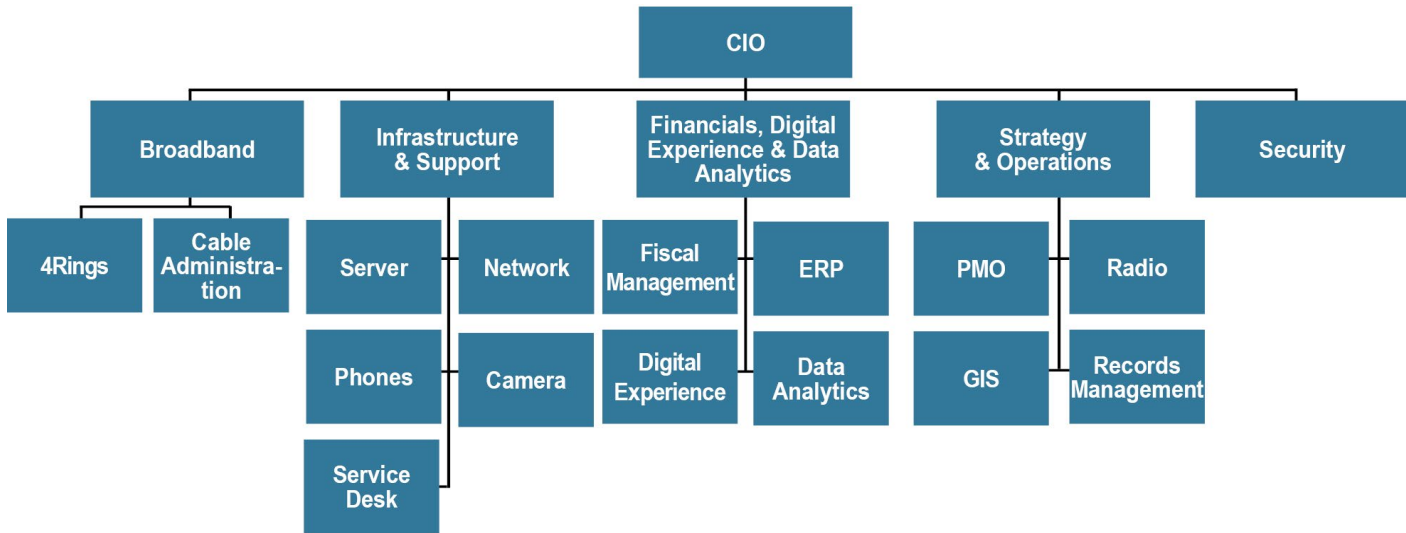 CIO
Broadband
Infrastructure
& Support
Financials, Digital
Experience & Data
Analytics
Strategy
& Operations
Security
4Rings
Cable
Administra-
tion
Server
Network
Fiscal
Management
ERP
PMO
Radio
Phones
Camera
Digital
Experience
Data
Analytics
GIS
Records
Management
Service
Desk